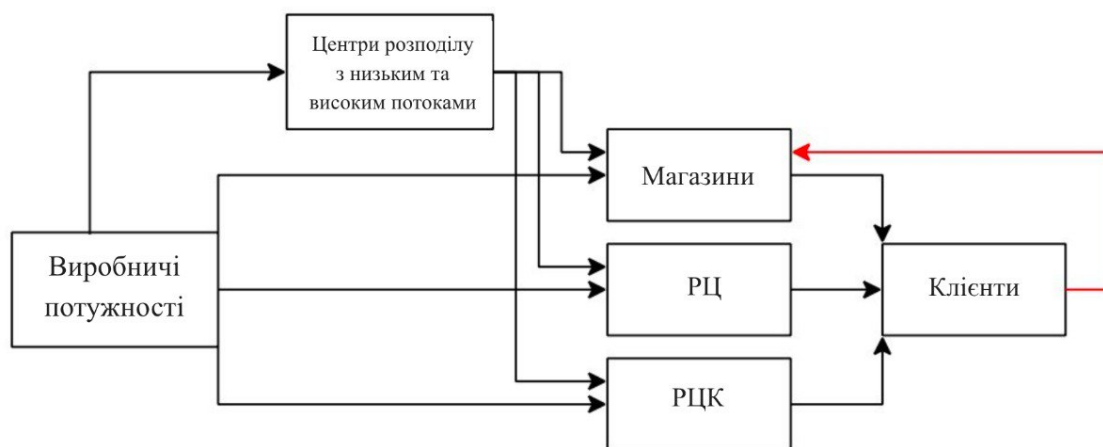 Центри розподілу
з низьким та
високим потоками
Магазини
Виробничі
потужності
РЦ
Клієнти
РЦК